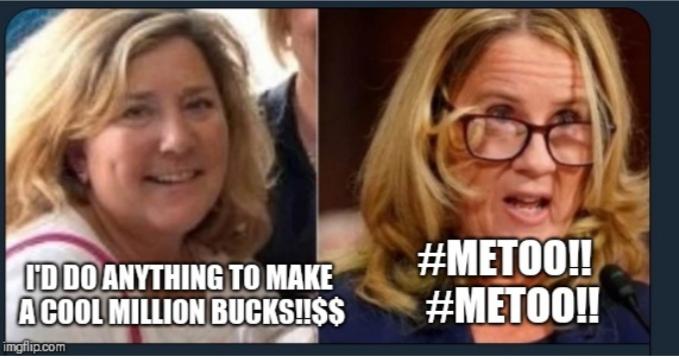 I'D DO ANYTHING TO MAKE
A COOL MILLION BUCKS!!$$
#METOO!!
#METOO!!
imgflip.com